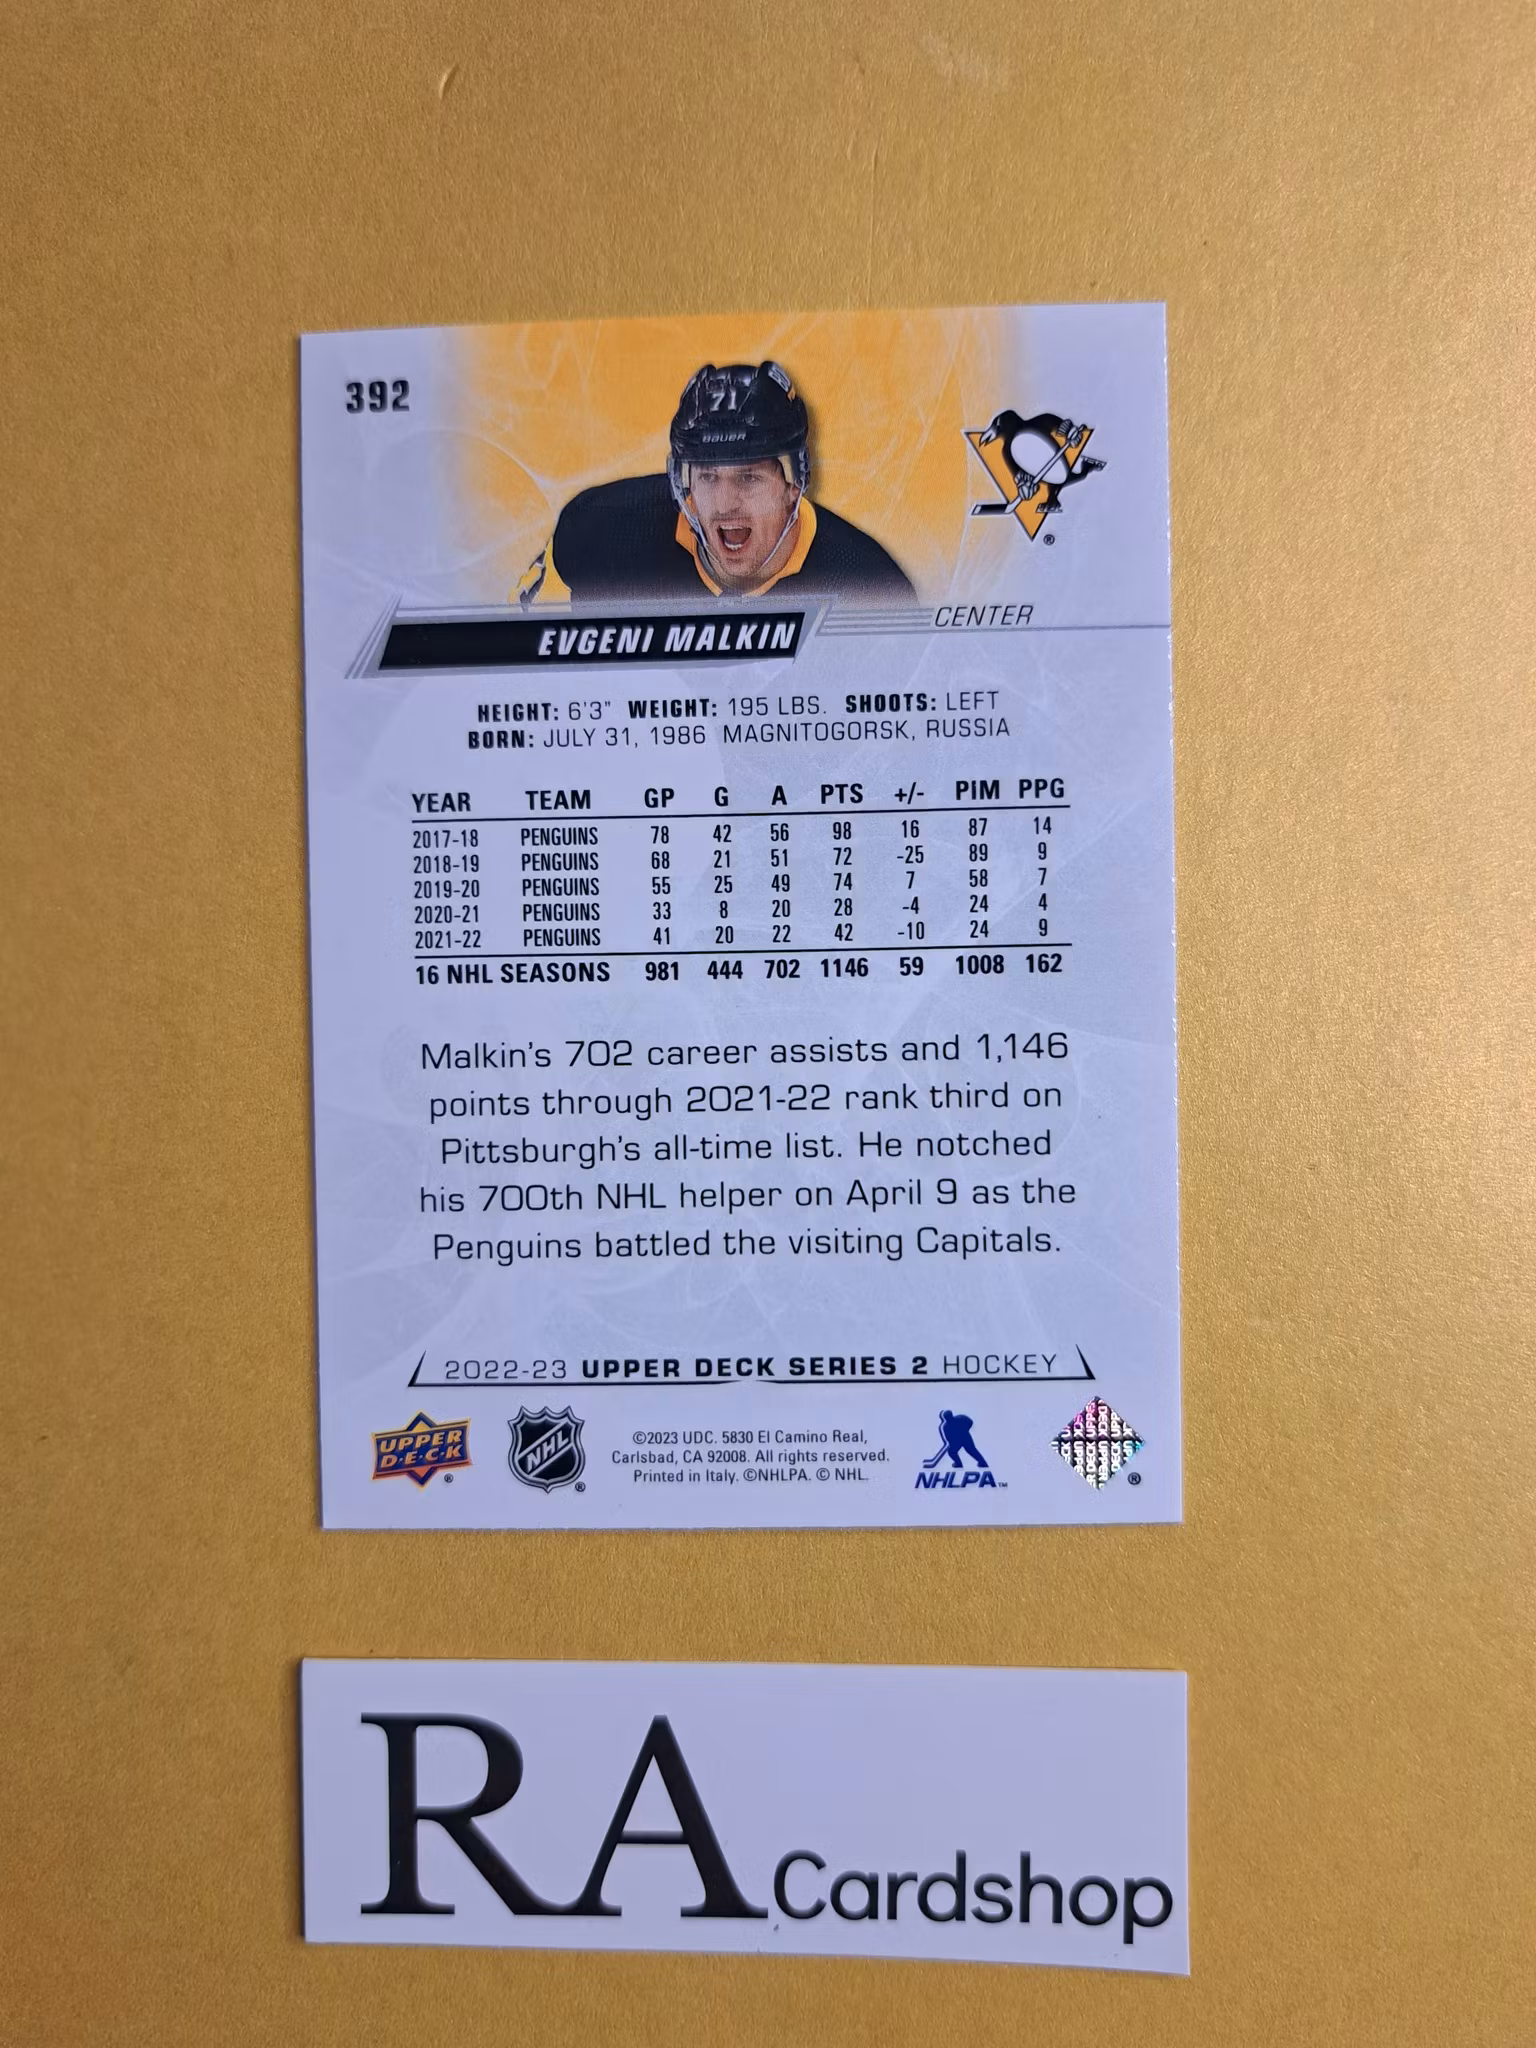 392
71
BAUER
®
EVGENI MALKIN
CENTER
HEIGHT: 6'3" WEIGHT: 195 LBS. SHOOTS: LEFT
BORN: JULY 31, 1986 MAGNITOGORSK, RUSSIA
YEAR TEAM GP G A PTS +/- PIM PPG
2017-18 PENGUINS 78 42 56 98 16 87 14
2018-19 PENGUINS 68 21 51 72 -25 89 9
2019-20 PENGUINS 55 25 49 74 7 58 7
2020-21 PENGUINS 33 8 20 28 -4 24 4
2021-22 PENGUINS 41 20 22 42 -10 24 9
16 NHL SEASONS 981 444 702 1146 59 1008 162
Malkin's 702 career assists and 1,146
points through 2021-22 rank third on
Pittsburgh's all-time list. He notched
his 700th NHL helper on April 9 as the
Penguins battled the visiting Capitals.
2022-23 UPPER DECK SERIES 2 HOCKEY
UPPER
D·E·C·K
®
NHL
®
©2023 UDC. 5830 El Camino Real,
Carlsbad, CA 92008. All rights reserved.
Printed in Italy. ©NHLPA. © NHL.
NHLPA™
®
RA Cardshop